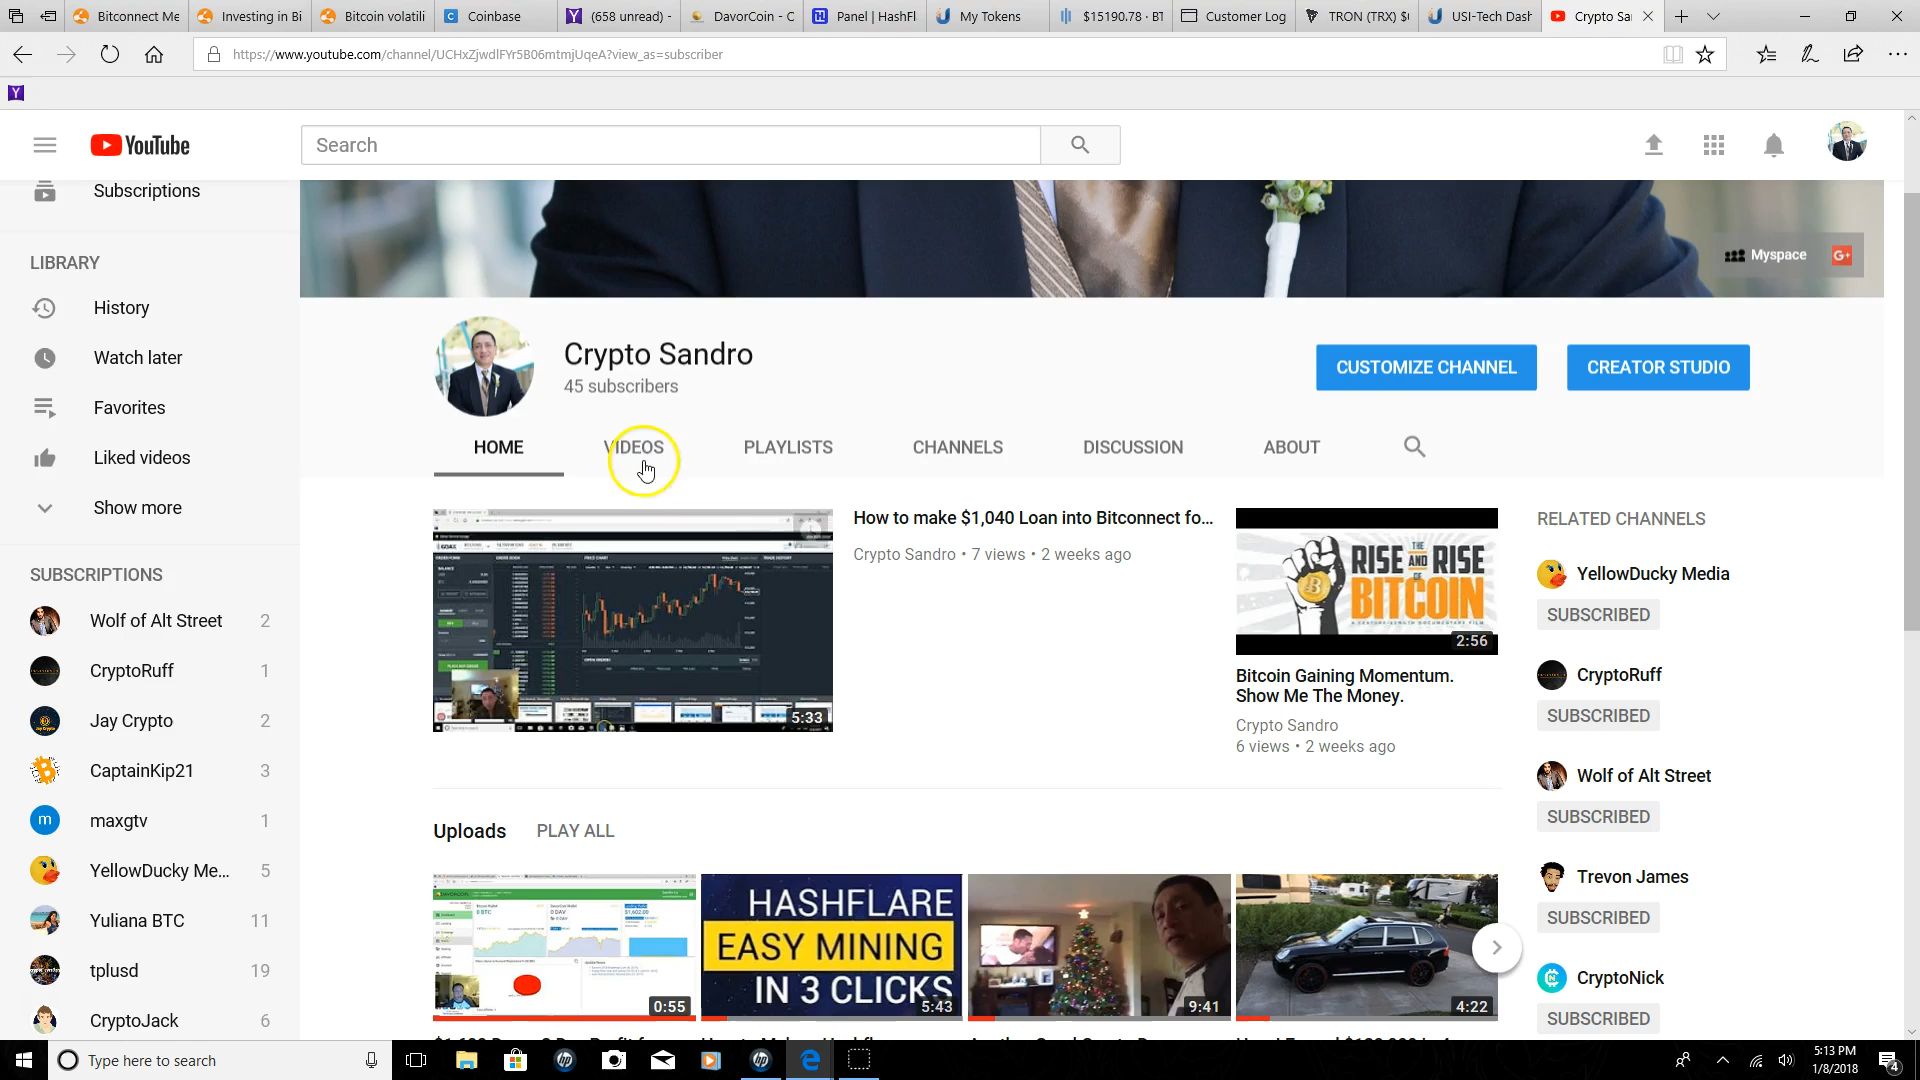 Bitconnect Me
Investing in Bi
Bitcoin volatili
Coinbase
(658 unread) -
DavorCoin - C
Panel | HashFl
My Tokens
$15190.78 · BT
Customer Log
TRON (TRX) $
USI-Tech Dash
Crypto Sa
https://www.youtube.com/channel/UCHxZjwdlFYr5B06mtmjUqeA?view_as=subscriber
YouTube
Search
Subscriptions
LIBRARY
History
Watch later
Favorites
Liked videos
Show more
SUBSCRIPTIONS
Wolf of Alt Street 2
CryptoRuff 1
Jay Crypto 2
CaptainKip21 3
maxgtv 1
YellowDucky Me... 5
Yuliana BTC 11
tplusd 19
CryptoJack 6
Myspace G+
Crypto Sandro
45 subscribers
CUSTOMIZE CHANNEL
CREATOR STUDIO
HOME VIDEOS PLAYLISTS CHANNELS DISCUSSION ABOUT
5:33
How to make $1,040 Loan into Bitconnect fo...
Crypto Sandro • 7 views • 2 weeks ago
THE
RISE AND RISE
OF
BITCOIN
A FEATURE-LENGTH DOCUMENTARY FILM
2:56
Bitcoin Gaining Momentum.
Show Me The Money.
Crypto Sandro
6 views • 2 weeks ago
RELATED CHANNELS
YellowDucky Media
SUBSCRIBED
CryptoRuff
SUBSCRIBED
Wolf of Alt Street
SUBSCRIBED
Trevon James
SUBSCRIBED
CryptoNick
SUBSCRIBED
Uploads PLAY ALL
0:55
HASHFLARE
EASY MINING
IN 3 CLICKS
5:43
9:41
4:22
Type here to search
5:13 PM
1/8/2018
4